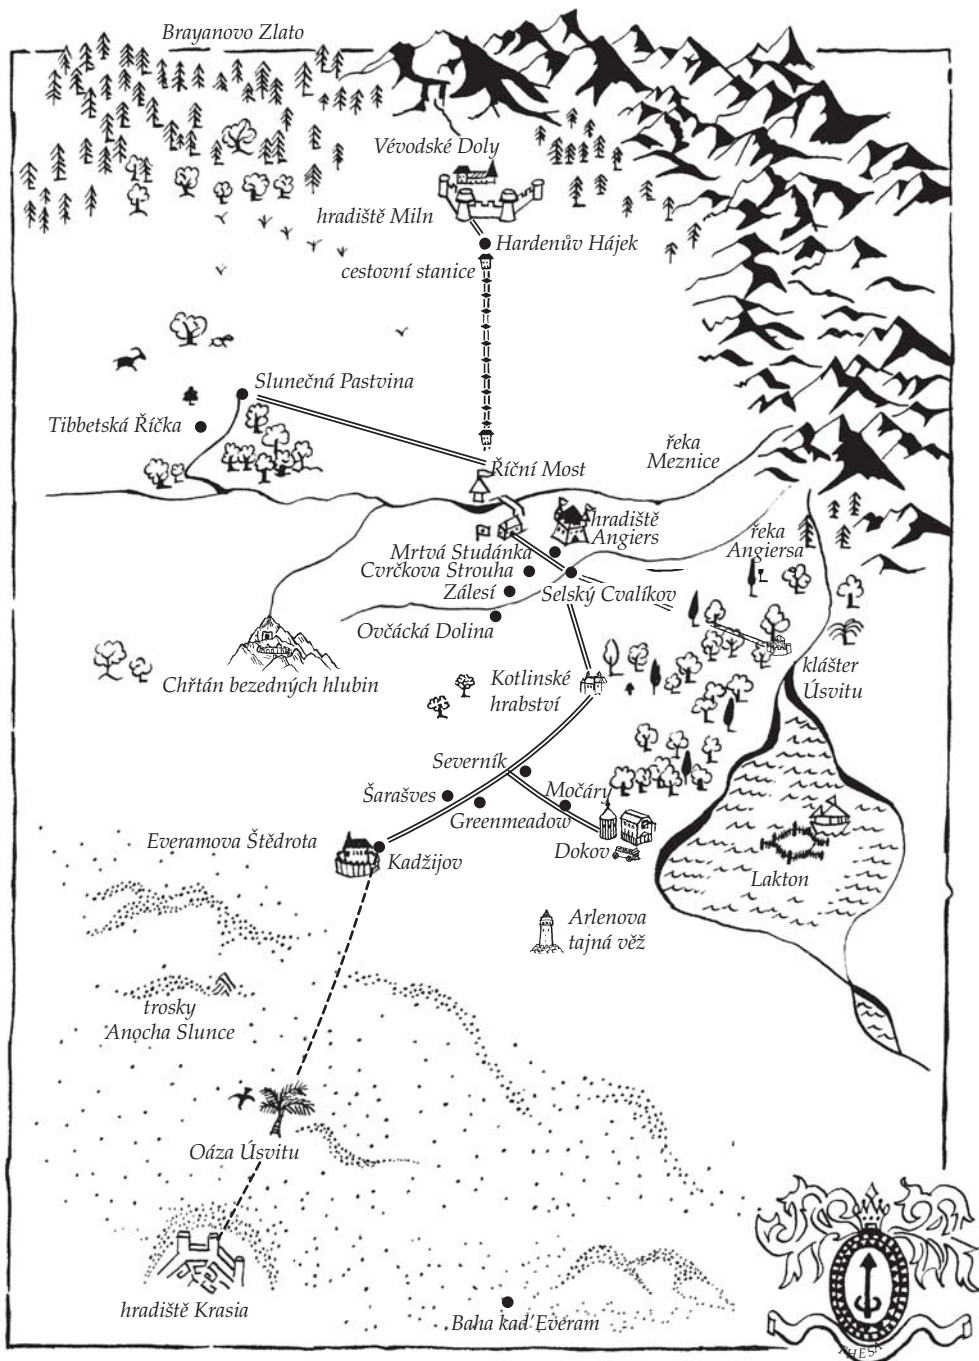 Brayanovo Zlato
Vévodské Doly
hradiště Miln
Hardenův Hájek
cestovní stanice
Slunečná Pastvina
Tibbetská Říčka
řeka
Meznice
Říční Most
hradiště
Angiers
řeka
Angiersa
Mrtvá Studánka
Cvrčkova Strouha
Zálesí
Selský Cvalíkov
Ovčácká Dolina
klášter
Úsvitu
Chřtán bezedných hlubin
Kotlinské
hrabství
Severník
Šarašves
Močáry
Greenmeadow
Everamova Štědrota
Kadžijov
Dokov
Lakton
Arlenova
tajná věž
trosky
Anocha Slunce
Oáza Úsvitu
hradiště Krasia
Baha kad'Everam
THESA